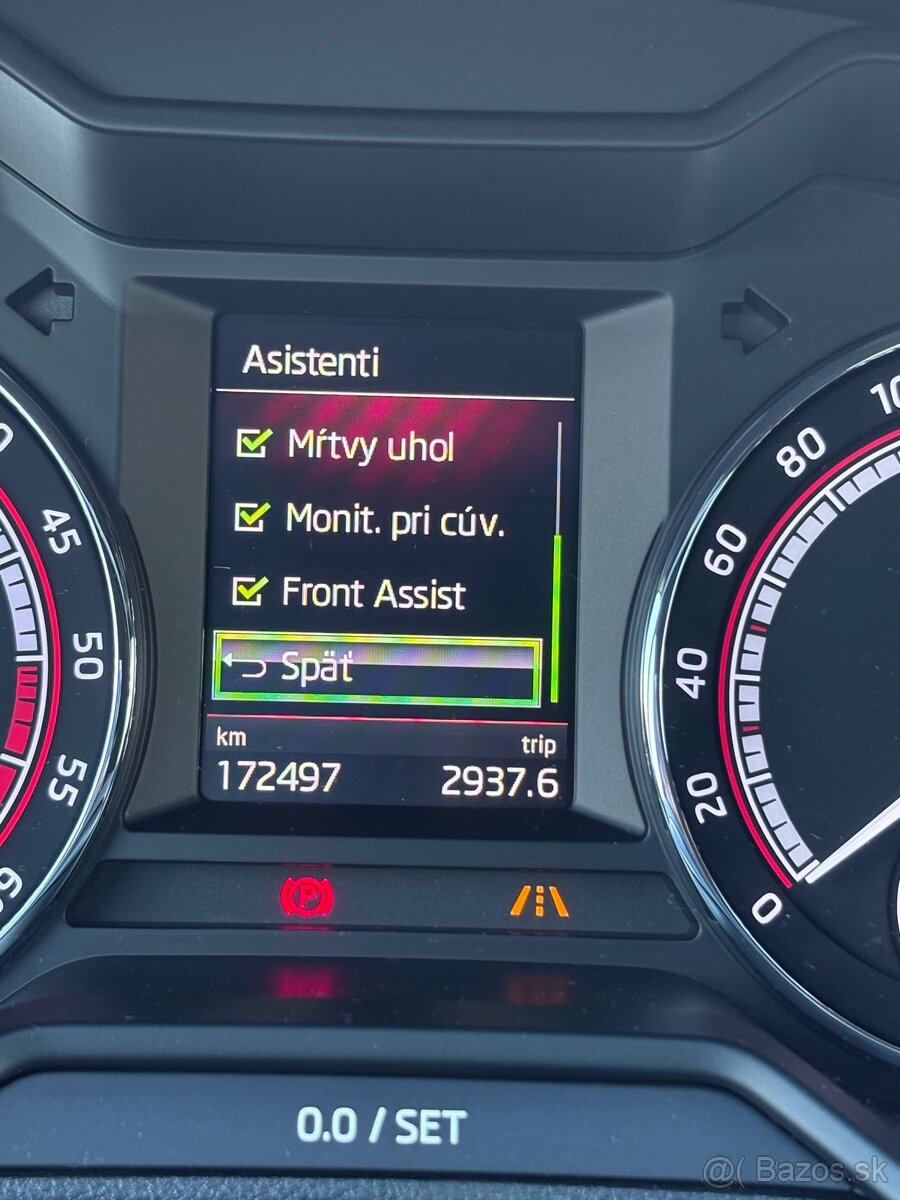 Asistenti
Mŕtvy uhol
Monit. pri cúv.
Front Assist
Späť
km
trip
172497
2937.6
45
50
55
100
80
60
40
20
0
P
0.0 / SET
@( Bazos.sk